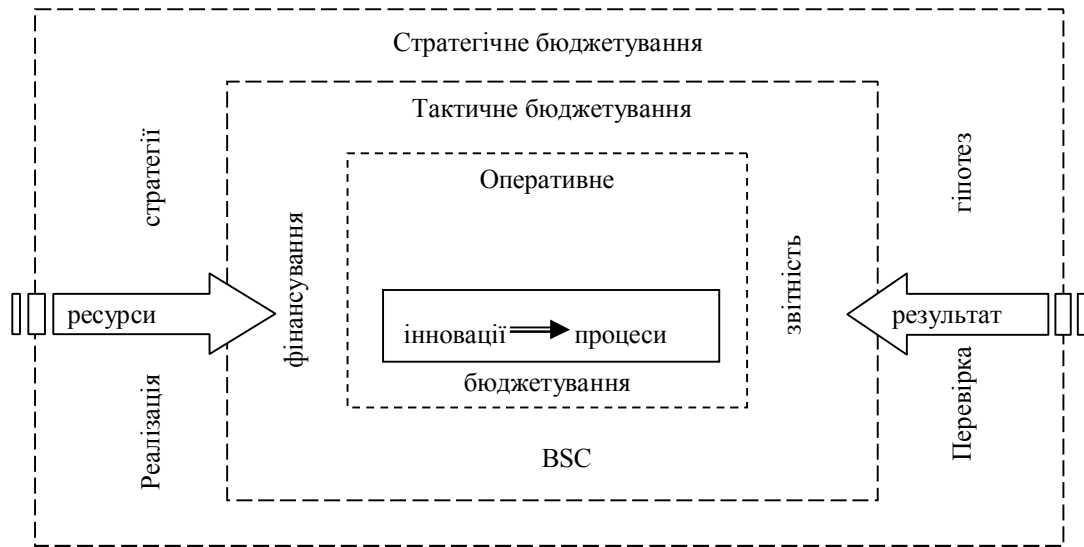 Стратегічне бюджетування
Тактичне бюджетування
Оперативне
Реалізація стратегії
ресурси
фінансування
інновації процеси
бюджетування
звітність
результат
Перевірка гіпотез
BSC